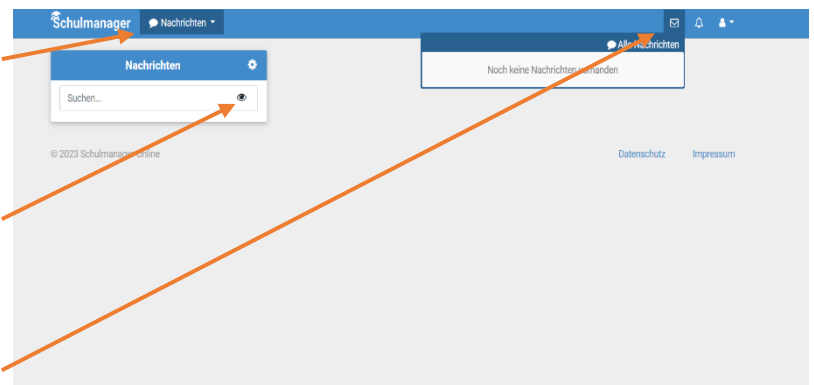 Schulmanager Nachrichten
Alle Nachrichten
Nachrichten
Noch keine Nachrichten vorhanden
Suchen...
© 2023 Schulmanager Online
Datenschutz Impressum